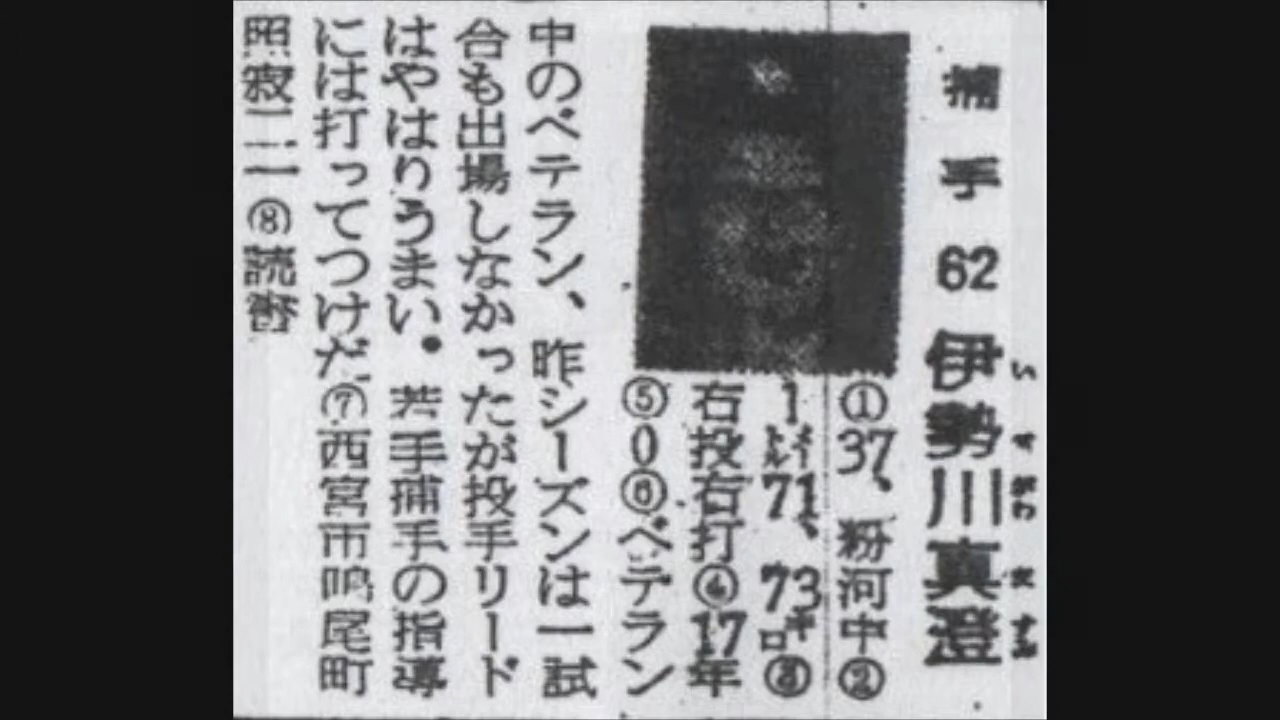 捕手 62 伊勢川真澄
いせがわ ますみ
①37、粉河中②
1メートル71、73キロ③
右投右打④17年
⑤0⑥ベテラン
中のベテラン、昨シーズンは一試
合も出場しなかったが投手リード
はやはりうまい。若手捕手の指導
には打ってつけだ⑦西宮市鳴尾町
照寂二二⑧読書